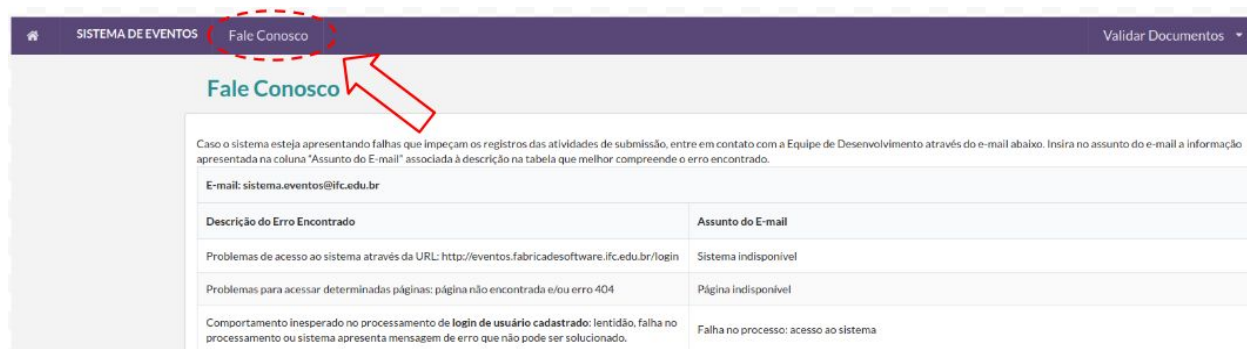 SISTEMA DE EVENTOS Fale Conosco Validar Documentos
Fale Conosco
Caso o sistema esteja apresentando falhas que impeçam os registros das atividades de submissão, entre em contato com a Equipe de Desenvolvimento através do e-mail abaixo. Insira no assunto do e-mail a informação
apresentada na coluna "Assunto do E-mail" associada à descrição na tabela que melhor compreende o erro encontrado.
E-mail: sistema.eventos@ifc.edu.br
Descrição do Erro Encontrado Assunto do E-mail
Problemas de acesso ao sistema através da URL: http://eventos.fabricadesoftware.ifc.edu.br/login Sistema indisponível
Problemas para acessar determinadas páginas: página não encontrada e/ou erro 404 Página indisponível
Comportamento inesperado no processamento de login de usuário cadastrado: lentidão, falha no
processamento ou sistema apresenta mensagem de erro que não pode ser solucionado. Falha no processo: acesso ao sistema